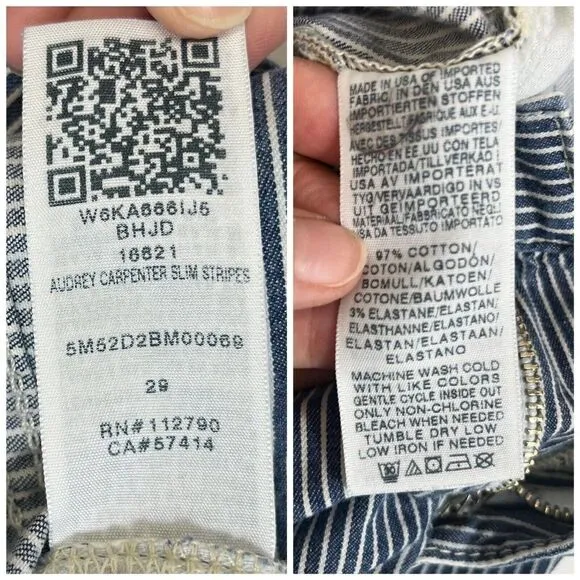 W6KA666IJ5
BHJD
16621
AUDREY CARPENTER SLIM STRIPES
5M52D2BM00069
29
RN#112790
CA#57414
MADE IN USA OF IMPORTED
FABRIC/IN DEN USA AUS
IMPORTIERTEN STOFFEN
HERGESTELLT/FABRIQUE AUX E.-U.
AVEC DES TISSUS IMPORTES/
HECHO EN EE UU CON TELA
IMPORTADA/TILLVERKAD I
USA AV IMPORTERAT
TYG/VERVAARDIGD IN VS
UIT GEIMPORTEERD
MATERIAAL/FABBRICATO NEGLI
USA DA TESSUTO IMPORTATO
97% COTTON/
COTON/ALGODÓN/
BOMULL/KATOEN/
COTONE/BAUMWOLLE
3% ELASTANE/ELASTAN/
ELASTHANNE/ELASTANO/
ELASTAN/ELASTAAN/
ELASTANO
MACHINE WASH COLD
WITH LIKE COLORS
GENTLE CYCLE INSIDE OUT
ONLY NON-CHLORINE
BLEACH WHEN NEEDED
TUMBLE DRY LOW
LOW IRON IF NEEDED